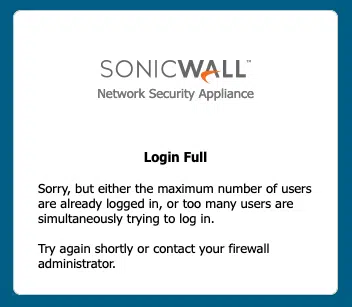 SONICWALL™
Network Security Appliance
Login Full
Sorry, but either the maximum number of users
are already logged in, or too many users are
simultaneously trying to log in.
Try again shortly or contact your firewall
administrator.